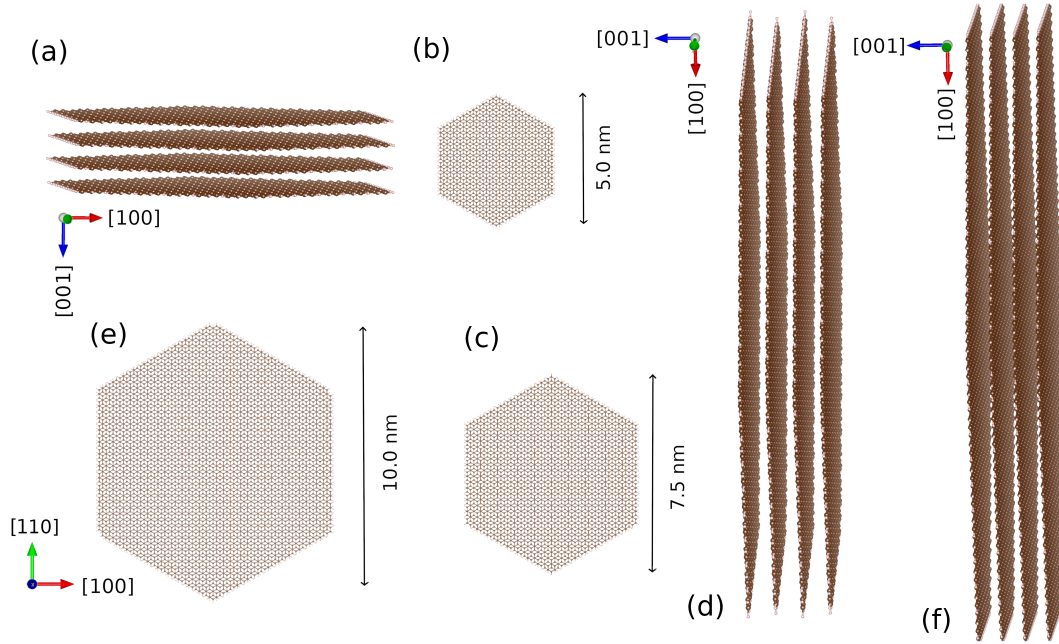 (a)
[100]
[001]
(b)
5.0 nm
[001]
[100]
[001]
[100]
(e)
10.0 nm
[110]
[100]
(c)
7.5 nm
(d)
(f)